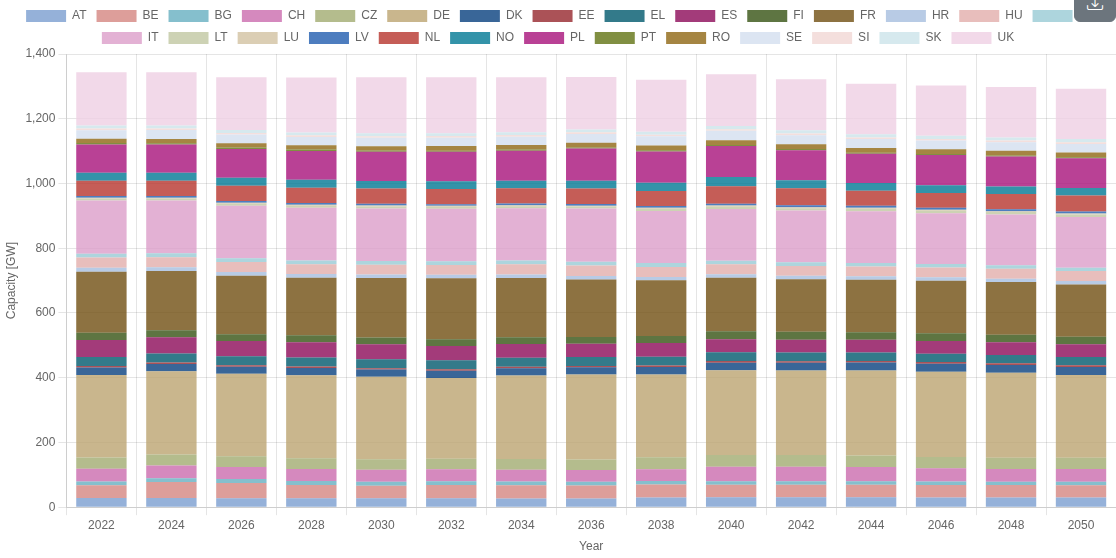 AT BE BG CH CZ DE DK EE EL ES FI FR HR HU
IT LT LU LV NL NO PL PT RO SE SI SK UK
1,400
1,200
1,000
800
600
400
200
0
Capacity [GW]
2022 2024 2026 2028 2030 2032 2034 2036 2038 2040 2042 2044 2046 2048 2050
Year